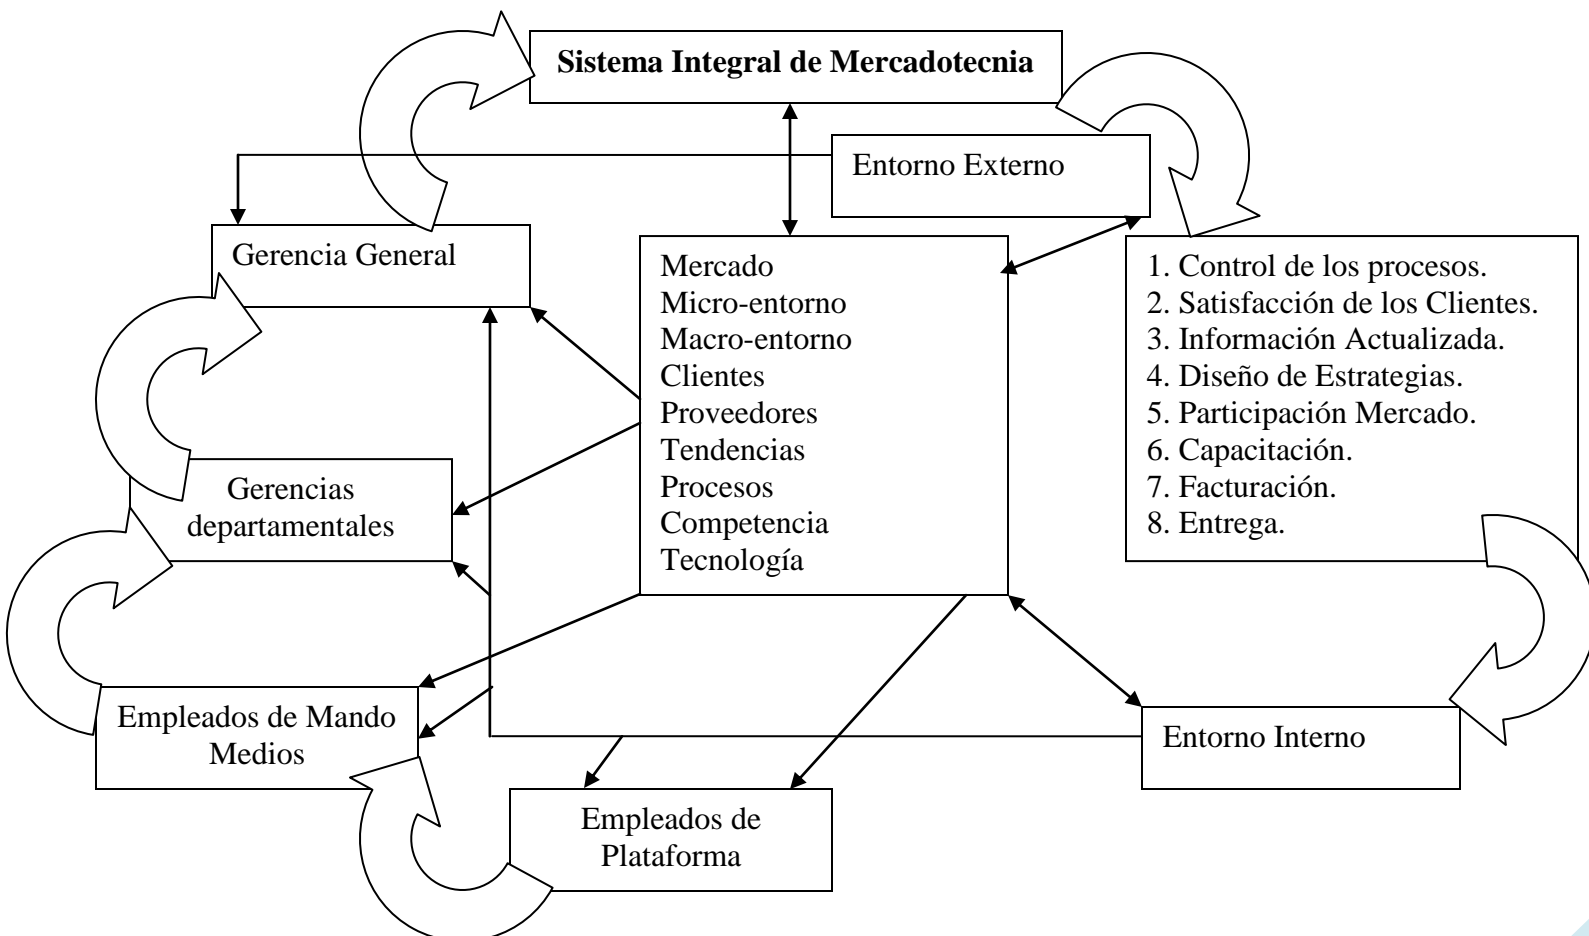 Sistema Integral de Mercadotecnia
Entorno Externo
Gerencia General
Mercado
Micro-entorno
Macro-entorno
Clientes
Proveedores
Tendencias
Procesos
Competencia
Tecnología
1. Control de los procesos.
2. Satisfacción de los Clientes.
3. Información Actualizada.
4. Diseño de Estrategias.
5. Participación Mercado.
6. Capacitación.
7. Facturación.
8. Entrega.
Gerencias
departamentales
Empleados de Mando
Medios
Entorno Interno
Empleados de
Plataforma